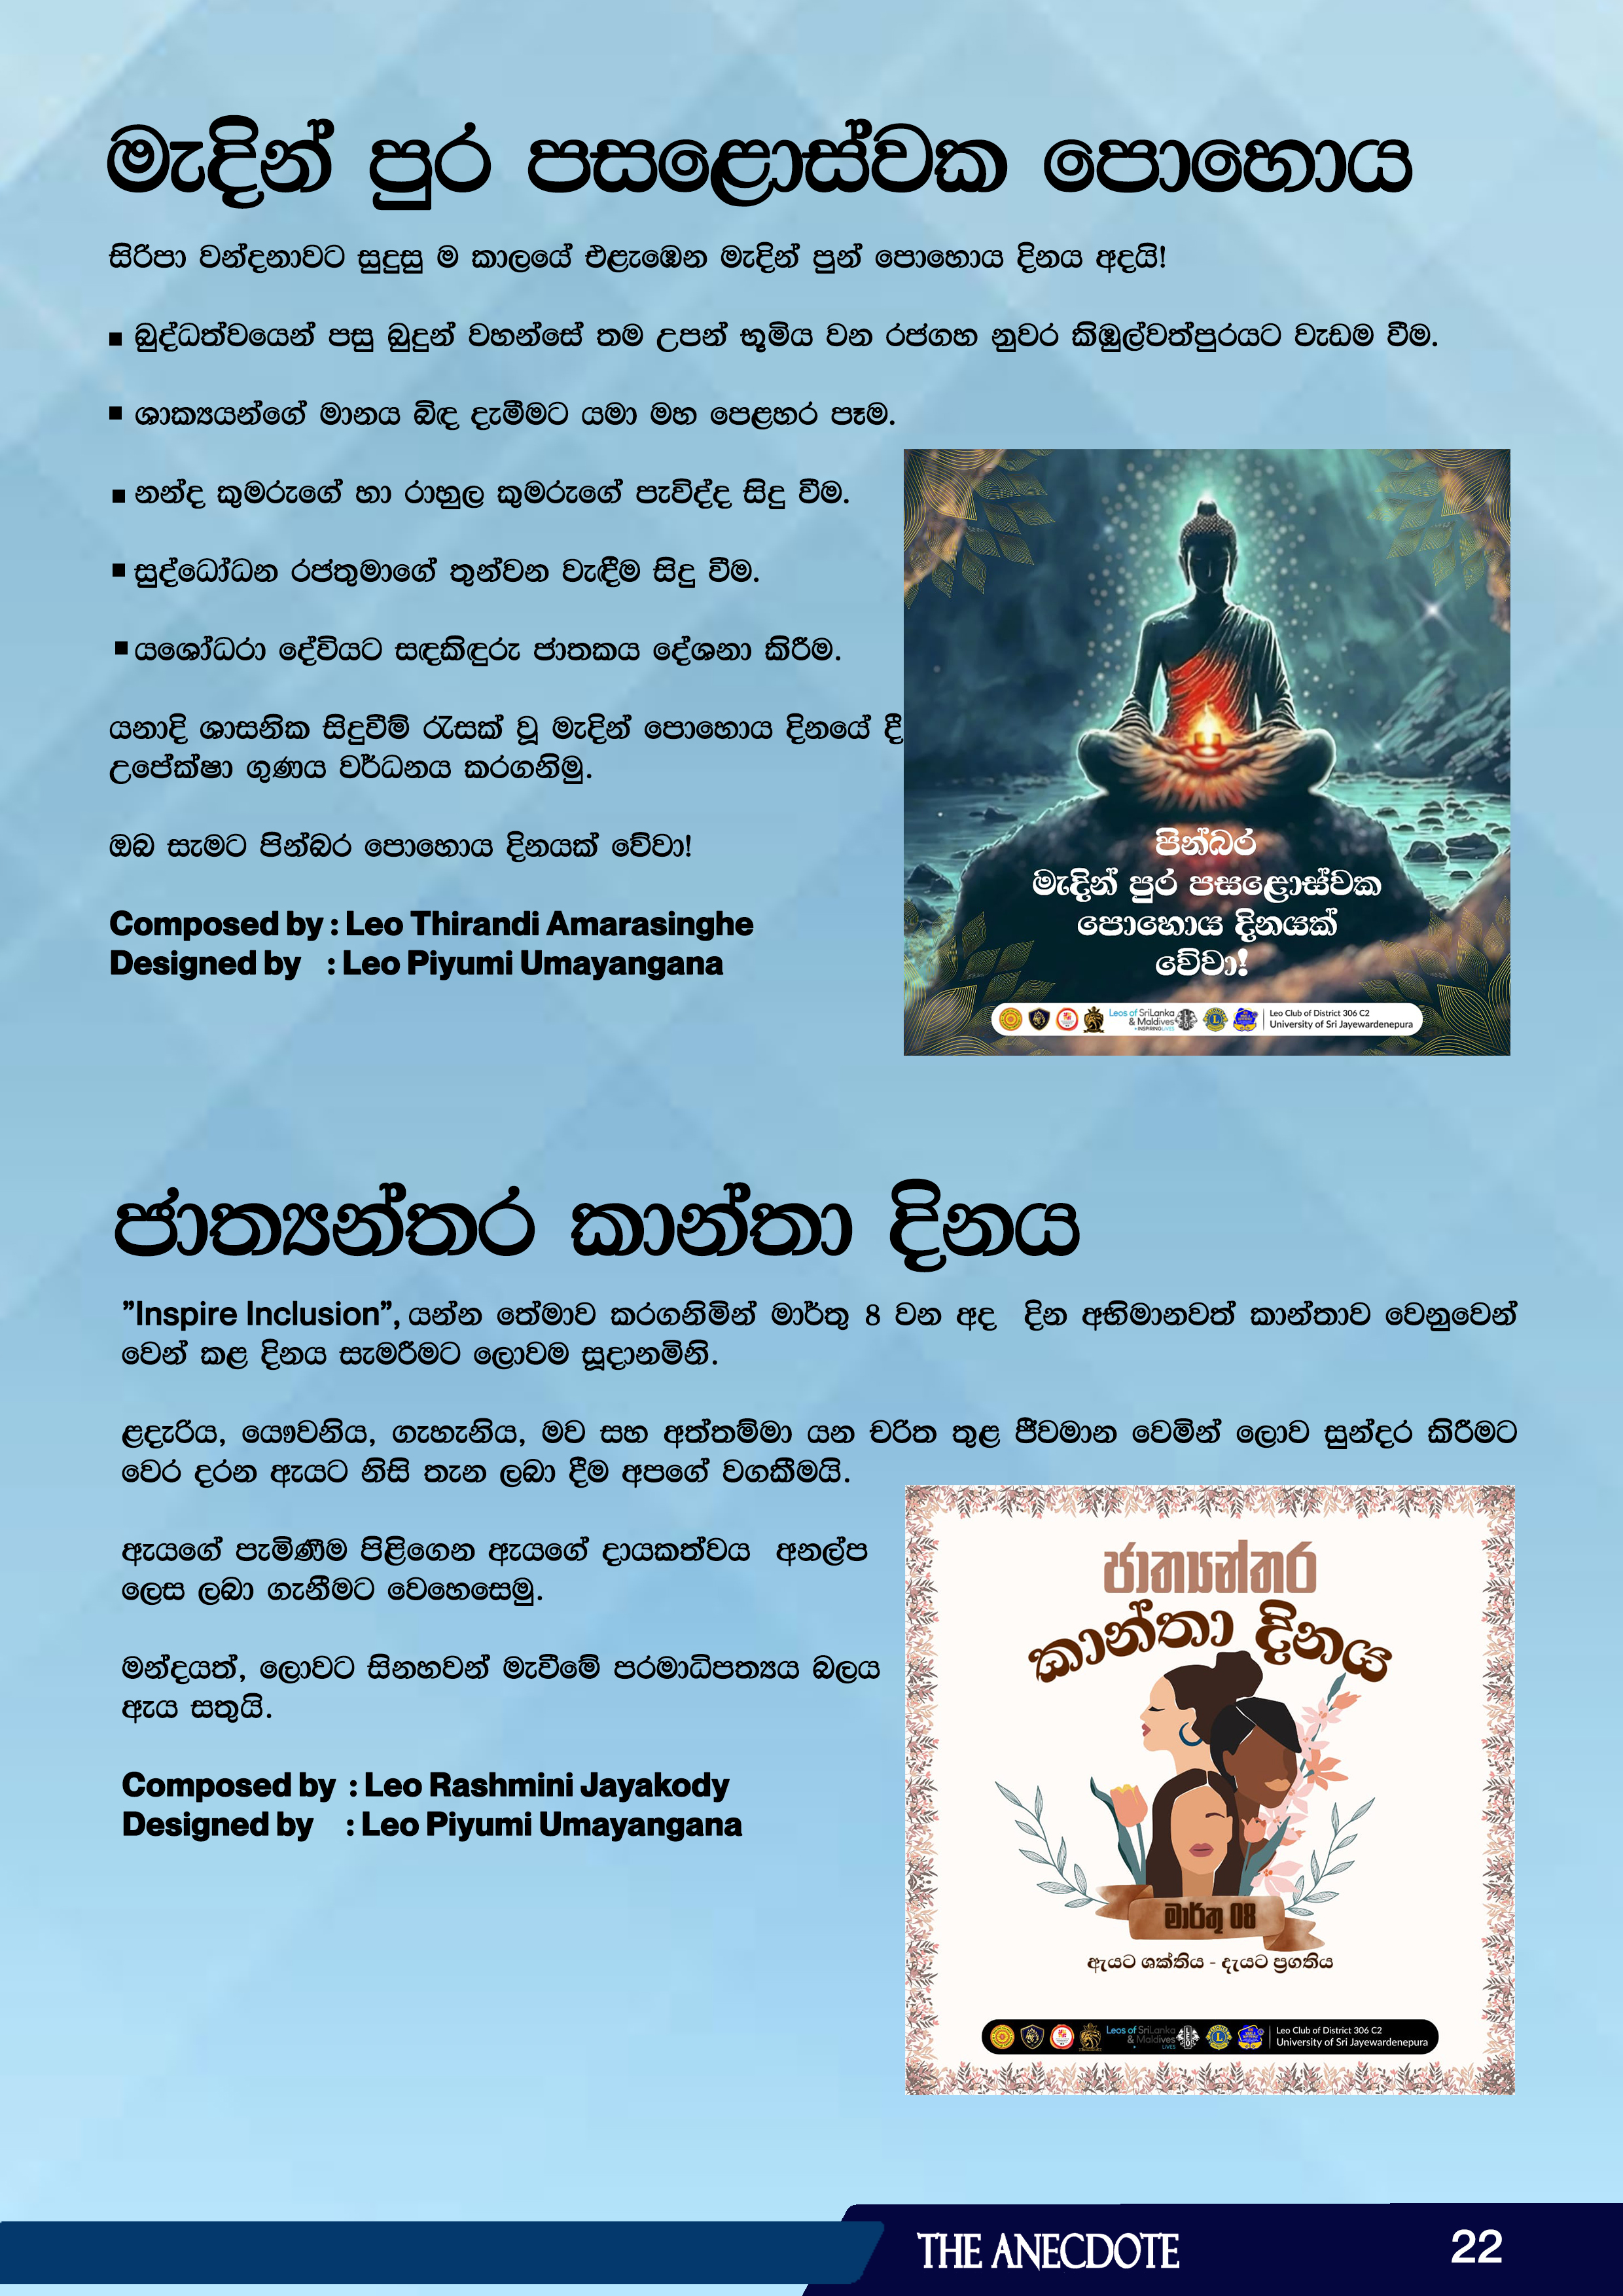 මැදින් පුර පසළොස්වක පොහොය
සිරිපා වන්දනාවට සුදුසු ම කාලයේ එළැඹෙන මැදින් පුන් පොහොය දිනය අදයි!
▪ බුද්ධත්වයෙන් පසු බුදුන් වහන්සේ තම උපන් භූමිය වන රජගහ නුවර කිඹුල්වත්පුරයට වැඩම වීම.
▪ ශාක්‍යයන්ගේ මානය බිඳ දැමීමට යමා මහ පෙළහර පෑම.
▪ නන්ද කුමරුගේ හා රාහුල කුමරුගේ පැවිද්ද සිදු වීම.
▪ සුද්ධෝධන රජතුමාගේ තුන්වන වැඳීම සිදු වීම.
▪ යශෝධරා දේවියට සඳකිඳුරු ජාතකය දේශනා කිරීම.
යනාදි ශාසනික සිදුවීම් රැසක් වූ මැදින් පොහොය දිනයේ දී
උපේක්ෂා ගුණය වර්ධනය කරගනිමු.
ඔබ සැමට පින්බර පොහොය දිනයක් වේවා!
Composed by : Leo Thirandi Amarasinghe
Designed by : Leo Piyumi Umayangana
පින්බර
මැදින් පුර පසළොස්වක
පොහොය දිනයක්
වේවා!
Leos of SriLanka
& Maldives
INSPIRING LIVES
Leo Club of District 306 C2
University of Sri Jayewardenepura
ජාත්‍යන්තර කාන්තා දිනය
”Inspire Inclusion”, යන්න තේමාව කරගනිමින් මාර්තු 8 වන අද දින අභිමානවත් කාන්තාව වෙනුවෙන්
වෙන් කළ දිනය සැමරීමට ලොවම සූදානමිනි.
ළදැරිය, යෞවනිය, ගැහැනිය, මව සහ අත්තම්මා යන චරිත තුළ ජීවමාන වෙමින් ලොව සුන්දර කිරීමට
වෙර දරන ඇයට නිසි තැන ලබා දීම අපගේ වගකීමයි.
ඇයගේ පැමිණීම පිළිගෙන ඇයගේ දායකත්වය අනල්ප
ලෙස ලබා ගැනීමට වෙහෙසෙමු.
මන්දයත්, ලොවට සිනහවන් මැවීමේ පරමාධිපත්‍යය බලය
ඇය සතුයි.
Composed by : Leo Rashmini Jayakody
Designed by : Leo Piyumi Umayangana
ජාත්‍යන්තර
කාන්තා දිනය
මාර්තු 08
ඇයට ශක්තිය - දැයට ප්‍රගතිය
Leos of SriLanka
& Maldives
LIVES
Leo Club of District 306 C2
University of Sri Jayewardenepura
THE ANECDOTE
22